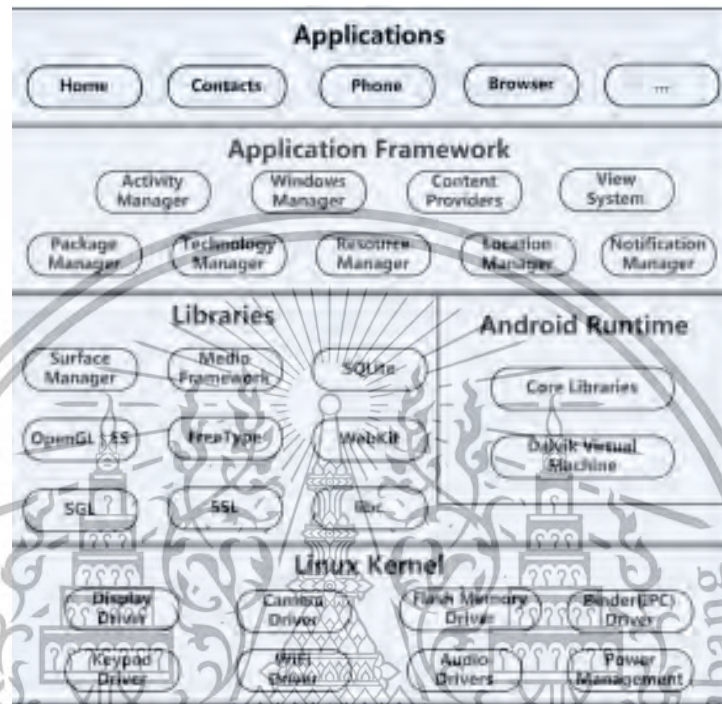 Applications
Home Contacts Phone Browser ...
Application Framework
Activity Manager Windows Manager Content Providers View System
Package Manager Technology Manager Resource Manager Location Manager Notification Manager
Libraries
Surface Manager Medio Framework SQLite
OpenGL ES FreeType WebKit
SGL SSL libc
Android Runtime
Core Libraries
Dalvik Virtual Machine
Linux Kernel
Display Driver Camera Driver Flash Memory Driver Binder(IPC) Driver
Keypad Driver WiFi Driver Audio Drivers Power Management